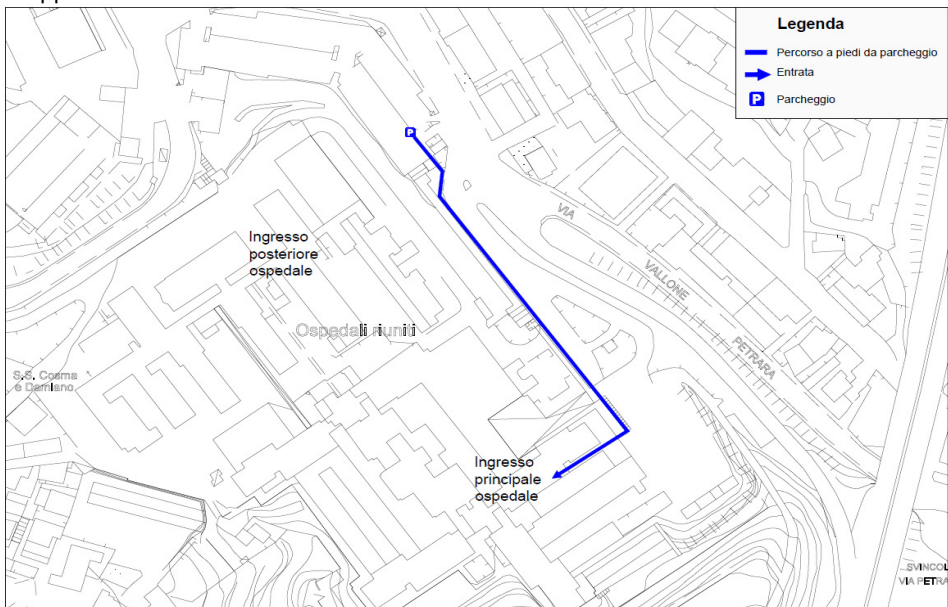 Legenda
Percorso a piedi da parcheggio
Entrata
P
Parcheggio
P
VIA
Ingresso
posteriore
ospedale
VALLONE
Ospedali riuniti
PETRARA
S.S. Cosma
e Damiano
Ingresso
principale
ospedale
VIA PETRA